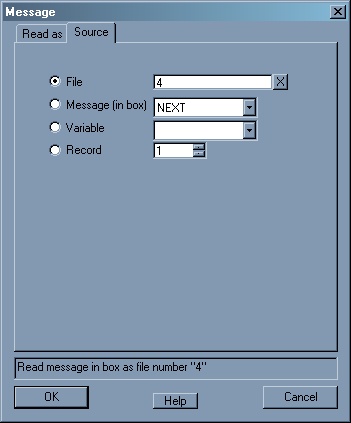 Message
Read as Source
File 4 X
Message (in box) NEXT
Variable
Record 1
Read message in box as file number "4"
OK Help Cancel